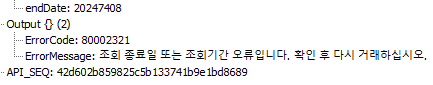 endDate: 20247408
Output {} (2)
ErrorCode: 80002321
ErrorMessage: 조회 종료일 또는 조회기간 오류입니다. 확인 후 다시 거래하십시오.
API_SEQ: 42d602b859825c5b133741b9e1bd8689